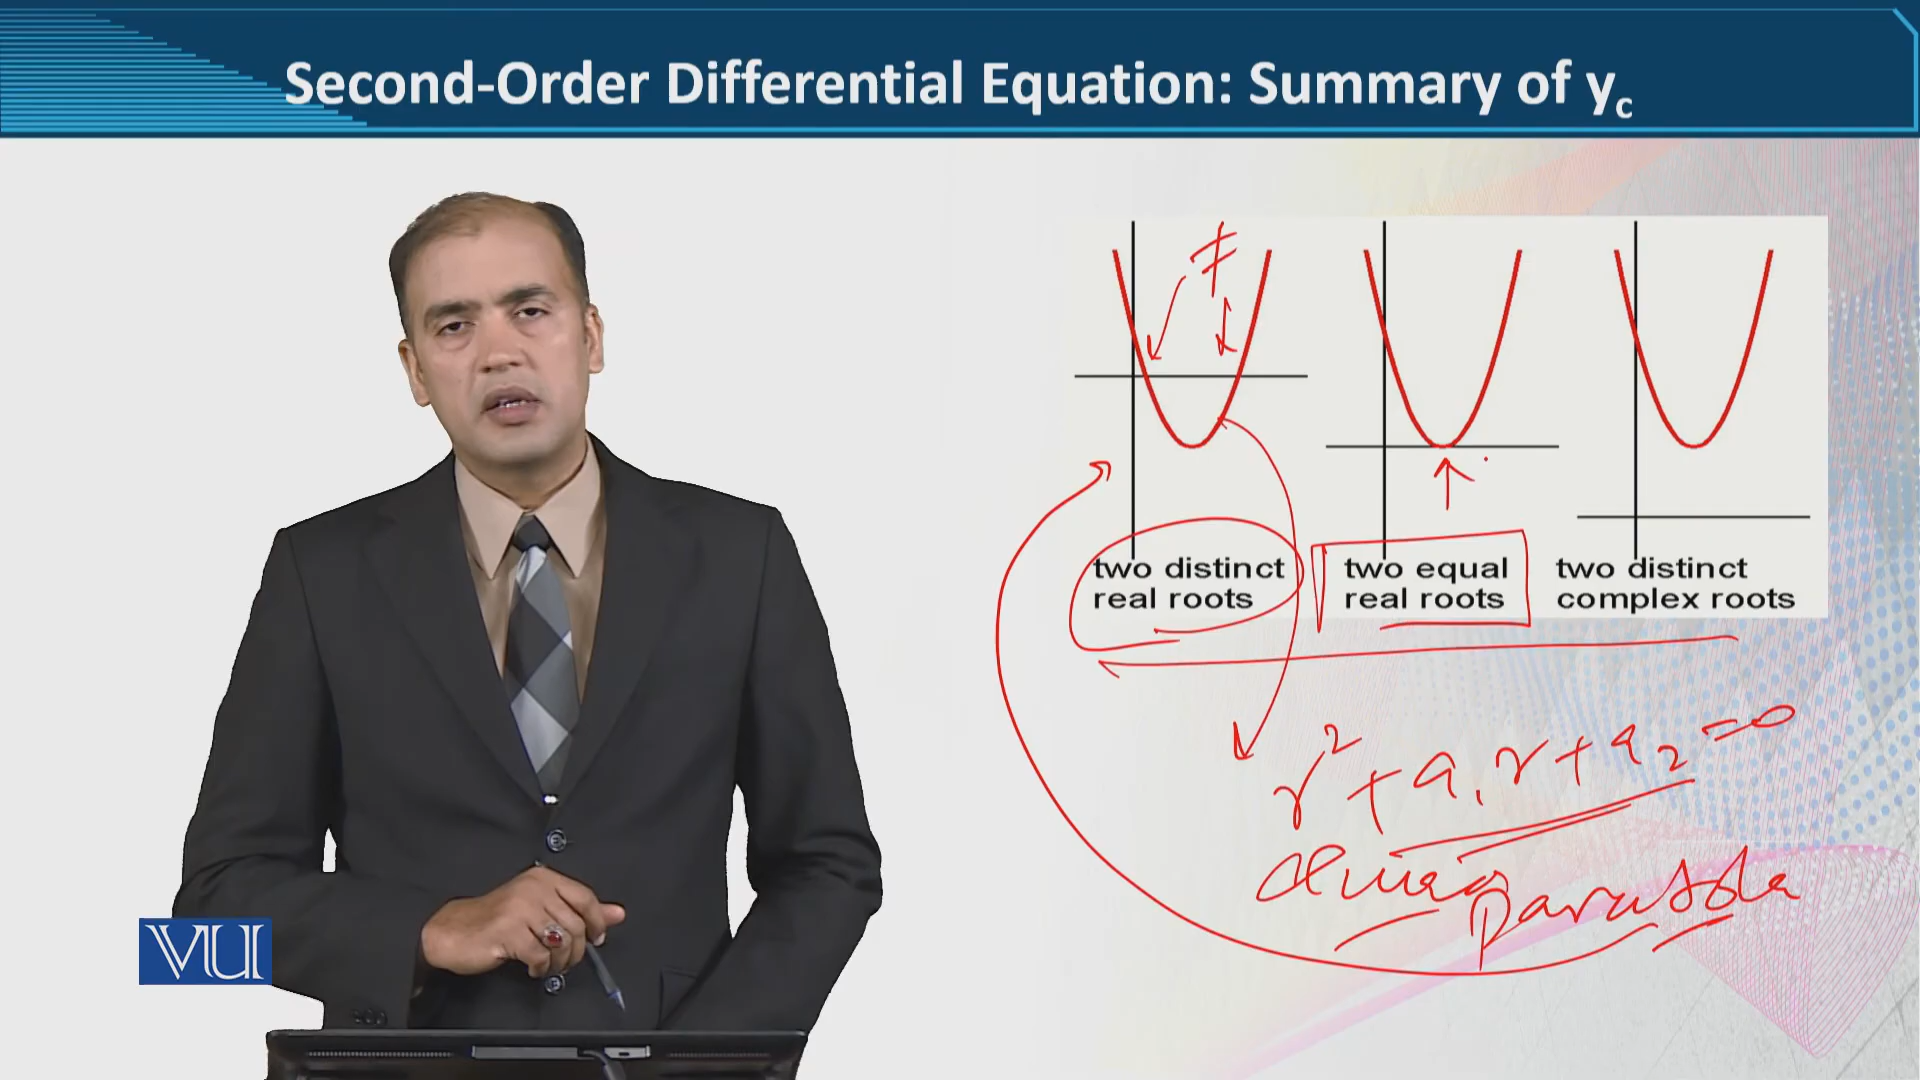 Second-Order Differential Equation: Summary of y_c
≠
two distinct
real roots
two equal
real roots
two distinct
complex roots
r² + a₁r + a₂ = 0
parabola
VU